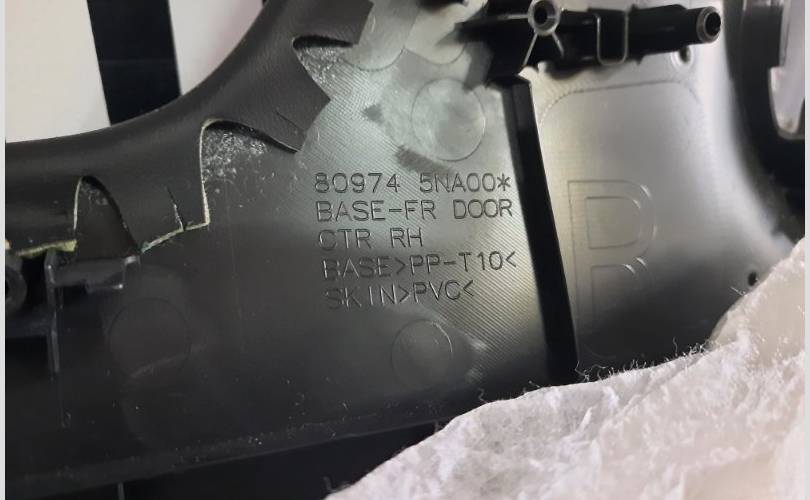 80974 5NA00*
BASE-FR DOOR
CTR RH
BASE>PP-T10<
SKIN>PVC<
R